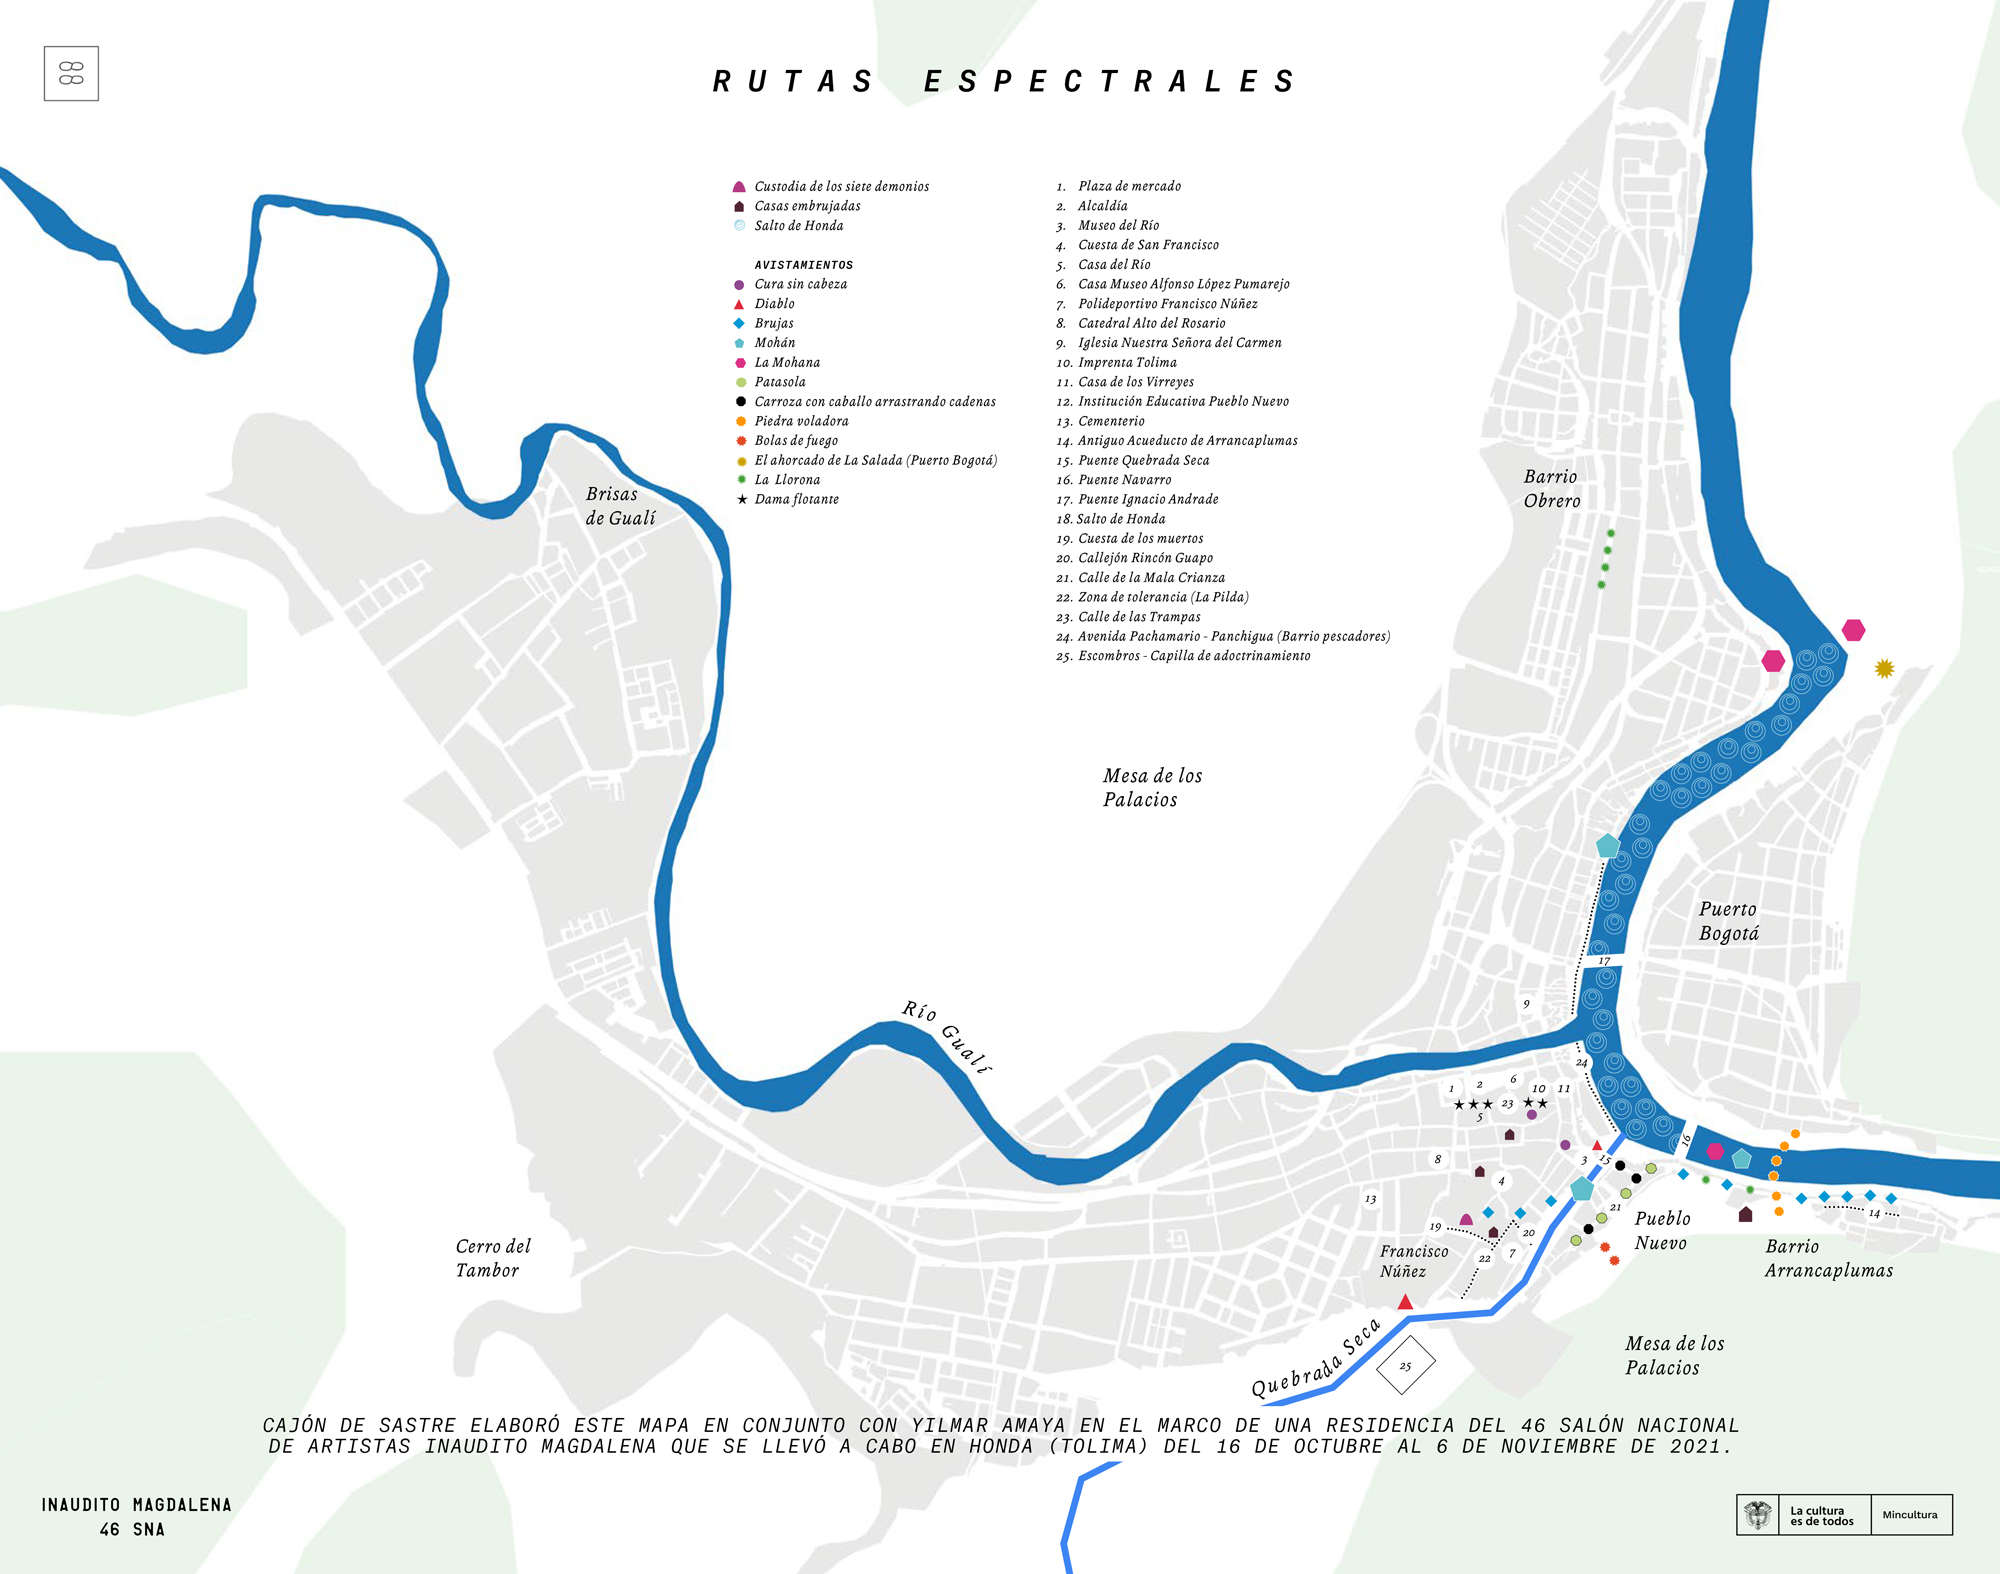 RUTAS ESPECTRALES
Custodia de los siete demonios
Casas embrujadas
Salto de Honda
AVISTAMIENTOS
Cura sin cabeza
Diablo
Brujas
Mohán
La Mohana
Patasola
Carroza con caballo arrastrando cadenas
Piedra voladora
Bolas de fuego
El ahorcado de La Salada (Puerto Bogotá)
La Llorona
Dama flotante
1. Plaza de mercado
2. Alcaldía
3. Museo del Río
4. Cuesta de San Francisco
5. Casa del Río
6. Casa Museo Alfonso López Pumarejo
7. Polideportivo Francisco Núñez
8. Catedral Alto del Rosario
9. Iglesia Nuestra Señora del Carmen
10. Imprenta Tolima
11. Casa de los Virreyes
12. Institución Educativa Pueblo Nuevo
13. Cementerio
14. Antiguo Acueducto de Arrancaplumas
15. Puente Quebrada Seca
16. Puente Navarro
17. Puente Ignacio Andrade
18. Salto de Honda
19. Cuesta de los muertos
20. Callejón Rincón Guapo
21. Calle de la Mala Crianza
22. Zona de tolerancia (La Pilda)
23. Calle de las Trampas
24. Avenida Pachamario - Panchigua (Barrio pescadores)
25. Escombros - Capilla de adoctrinamiento
Brisas
de Gualí
Barrio
Obrero
Mesa de los
Palacios
Puerto
Bogotá
17
9
Río Gualí
24
1
2
6
10
11
23
5
16
8
3
15
4
13
21
14
19
20
22
7
Pueblo
Nuevo
Francisco
Núñez
Barrio
Arrancaplumas
Cerro del
Tambor
Quebrada Seca
25
Mesa de los
Palacios
CAJÓN DE SASTRE ELABORÓ ESTE MAPA EN CONJUNTO CON YILMAR AMAYA EN EL MARCO DE UNA RESIDENCIA DEL 46 SALÓN NACIONAL
DE ARTISTAS INAUDITO MAGDALENA QUE SE LLEVÓ A CABO EN HONDA (TOLIMA) DEL 16 DE OCTUBRE AL 6 DE NOVIEMBRE DE 2021.
INAUDITO MAGDALENA
46 SNA
La cultura
es de todos
Mincultura